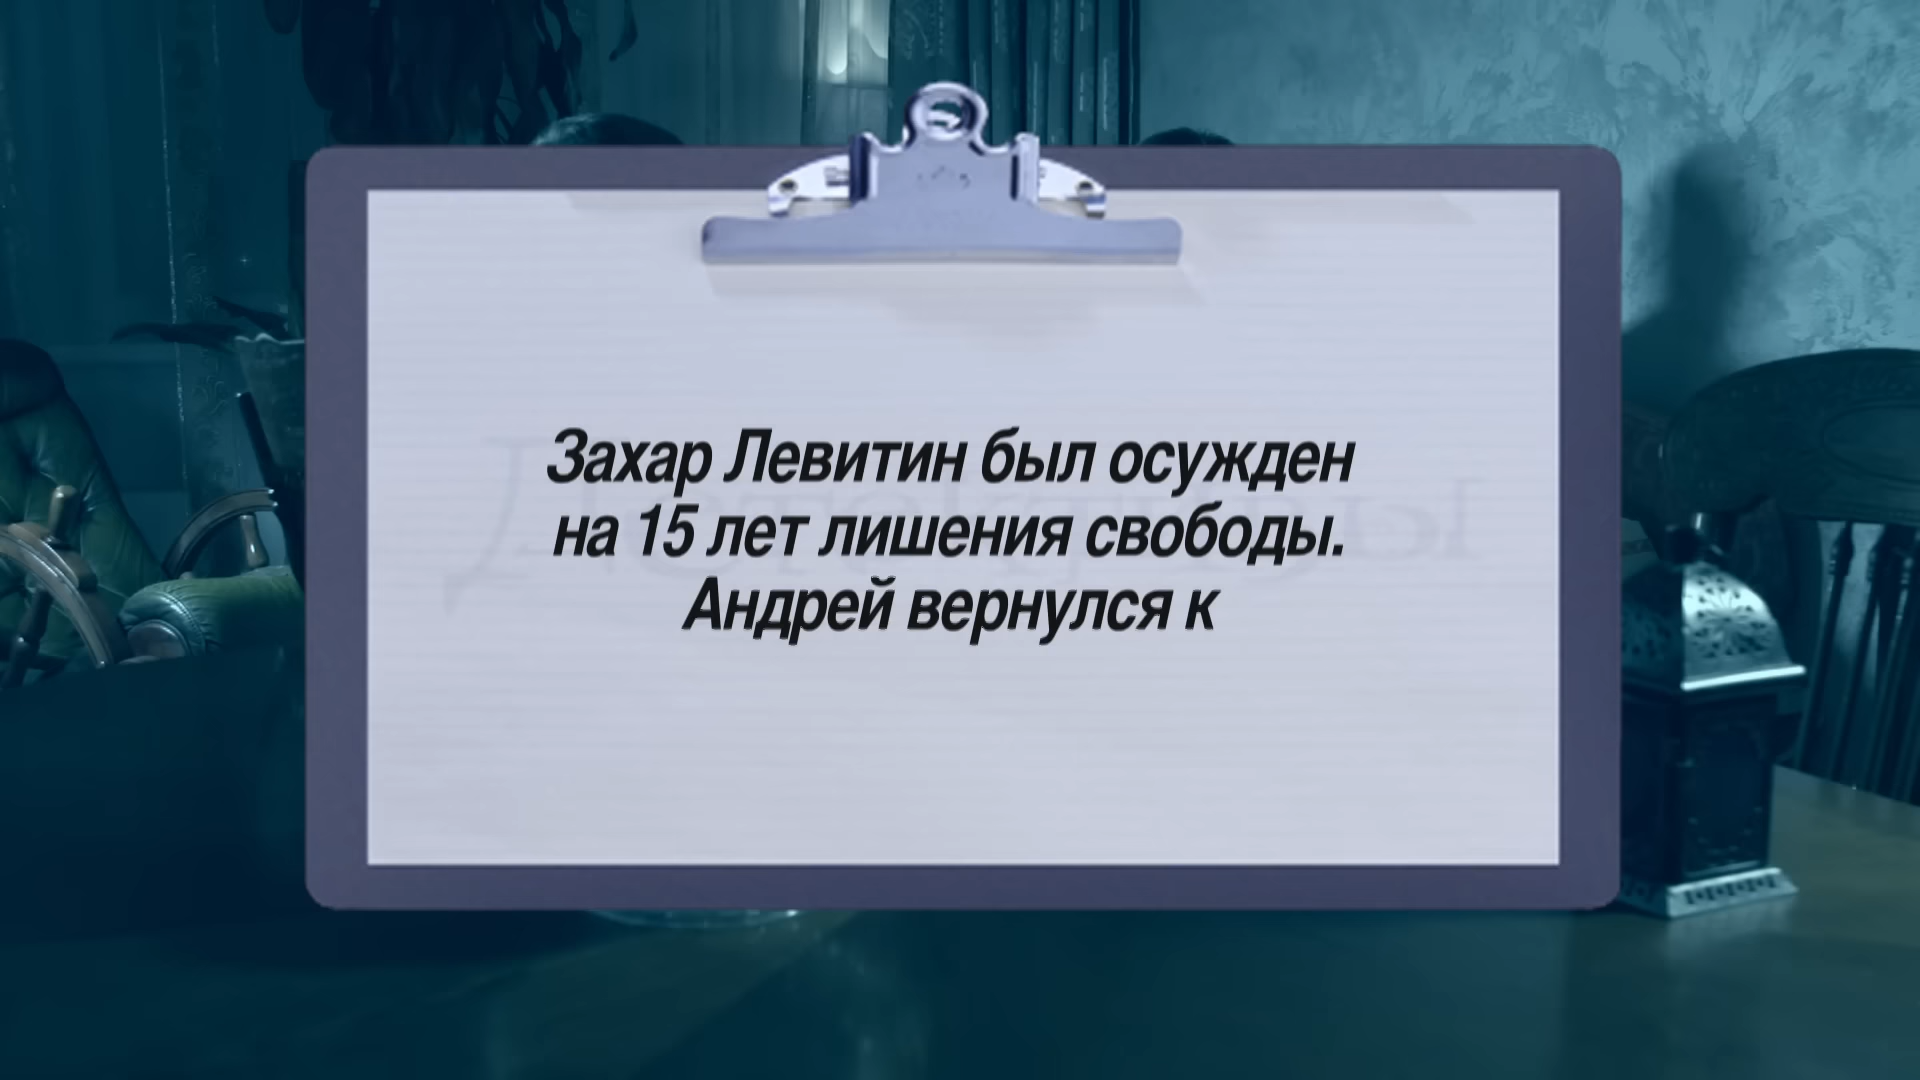 Захар Левитин был осужден
на 15 лет лишения свободы.
Андрей вернулся к